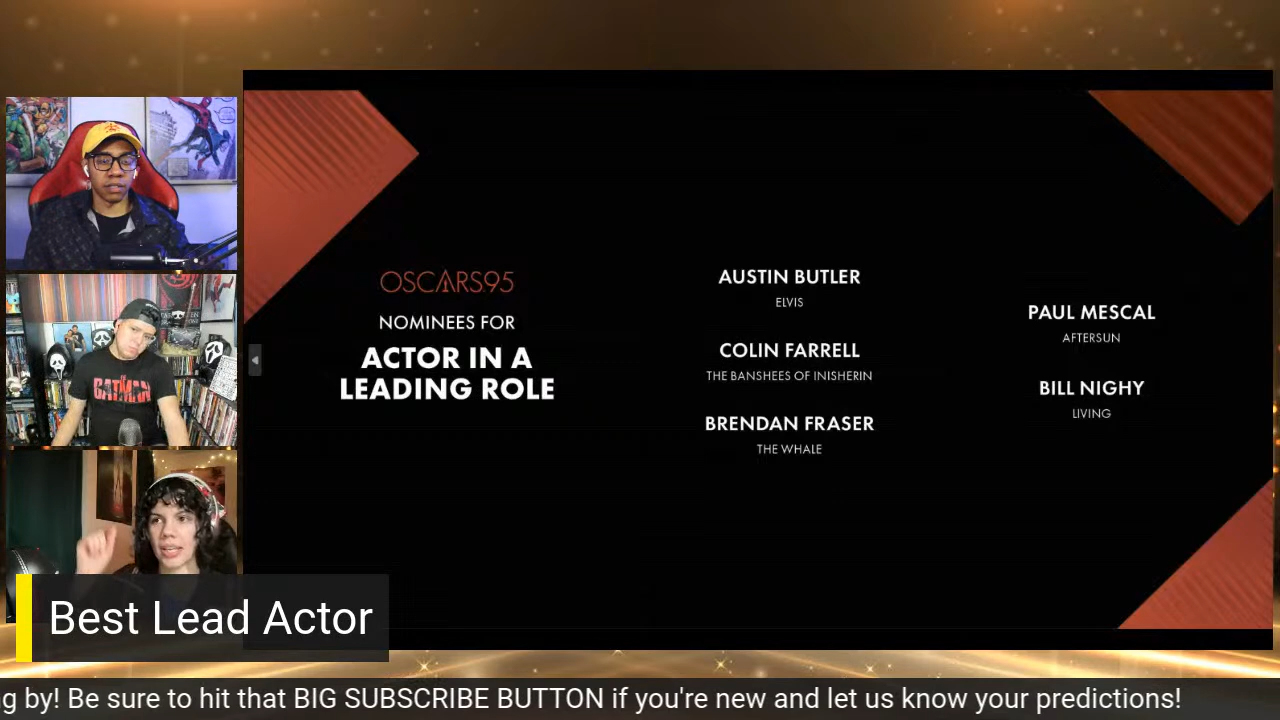 OSCARS95
NOMINEES FOR
ACTOR IN A
LEADING ROLE
AUSTIN BUTLER
ELVIS
COLIN FARRELL
THE BANSHEES OF INISHERIN
BRENDAN FRASER
THE WHALE
PAUL MESCAL
AFTERSUN
BILL NIGHY
LIVING
BATMAN
Best Lead Actor
g by! Be sure to hit that BIG SUBSCRIBE BUTTON if you're new and let us know your predictions!